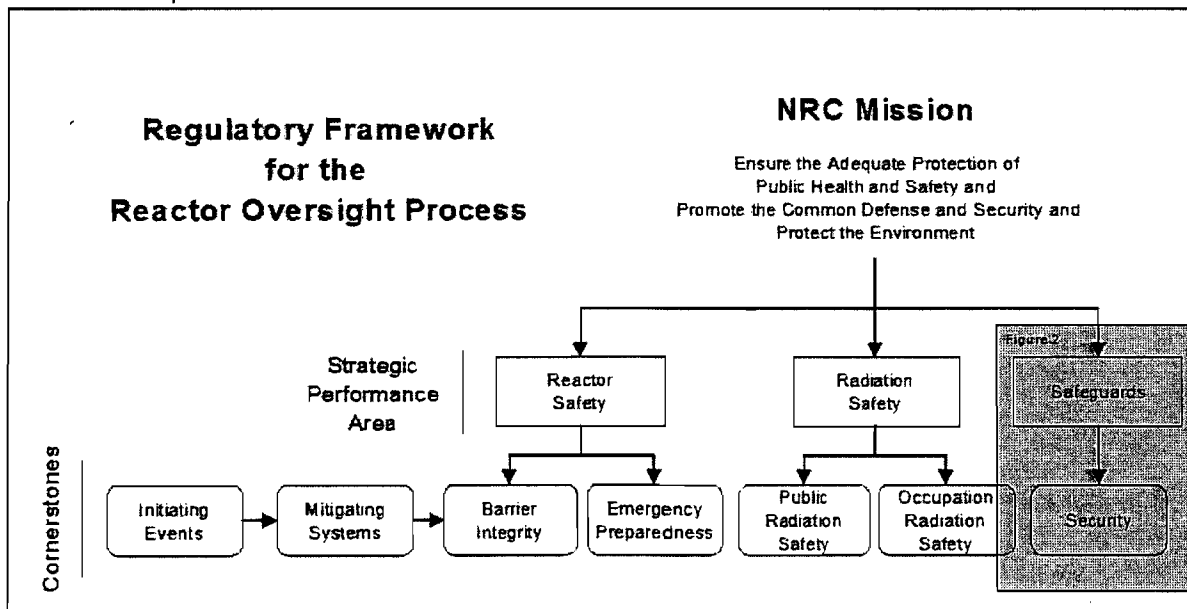 Regulatory Framework
for the
Reactor Oversight Process
NRC Mission
Ensure the Adequate Protection of
Public Health and Safety and
Promote the Common Defense and Security and
Protect the Environment
Figure 2
Strategic
Performance
Area
Reactor
Safety
Radiation
Safety
Safeguards
Cornerstones
Initiating
Events
Mitigating
Systems
Barrier
Integrity
Emergency
Preparedness
Public
Radiation
Safety
Occupation
Radiation
Safety
Security